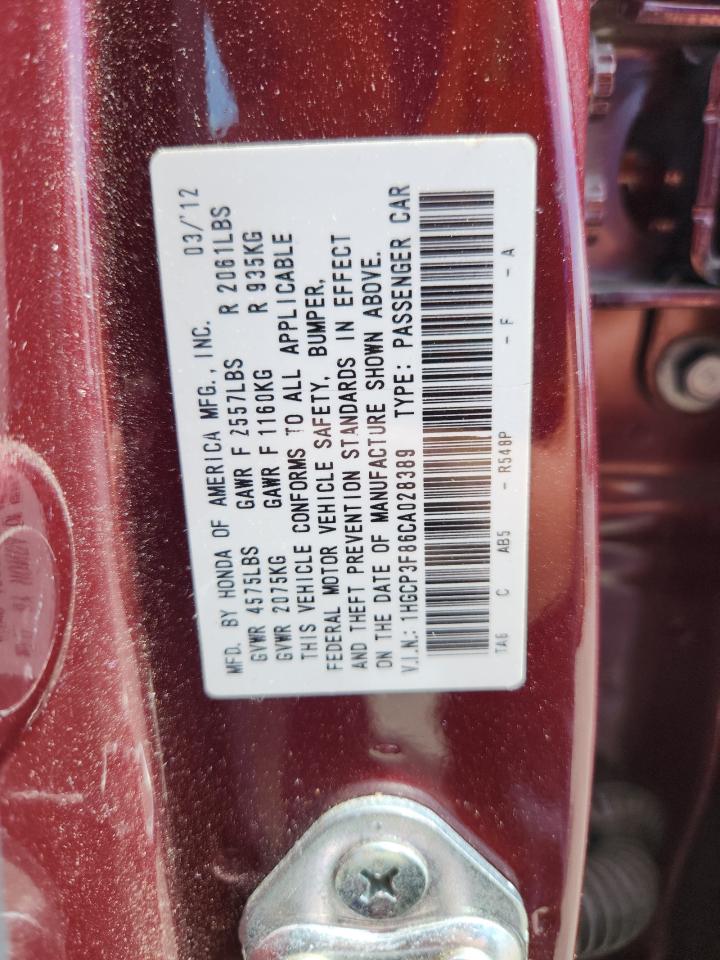 MFD. BY HONDA OF AMERICA MFG., INC. 03/'12
GVWR 4575LBS GAWR F 2557LBS R 2061LBS
GVWR 2075KG GAWR F 1160KG R 935KG
THIS VEHICLE CONFORMS TO ALL APPLICABLE
FEDERAL MOTOR VEHICLE SAFETY, BUMPER,
AND THEFT PREVENTION STANDARDS IN EFFECT
ON THE DATE OF MANUFACTURE SHOWN ABOVE.
V.I.N.: 1HGCP3F86CA028389 TYPE: PASSENGER CAR
TA6 C AB5 - R548P - F - A